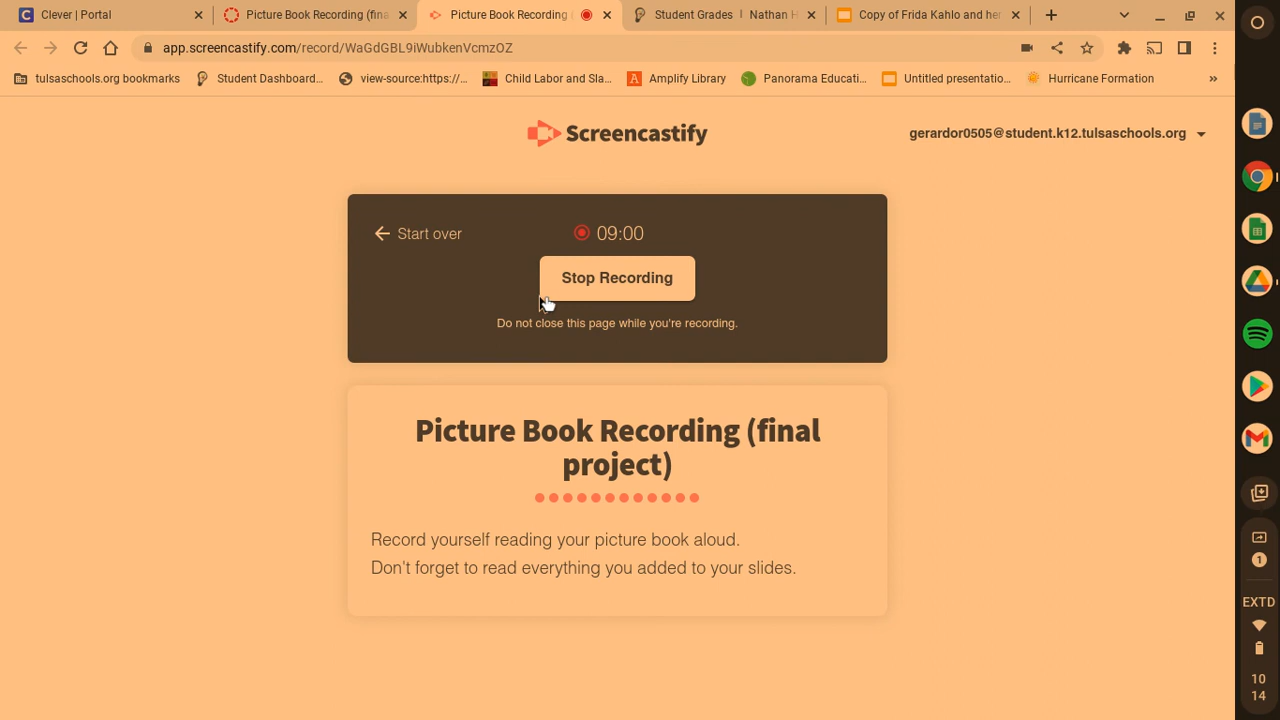 Clever | Portal
Picture Book Recording (fina
Picture Book Recording
Student Grades | Nathan H
Copy of Frida Kahlo and her
app.screencastify.com/record/WaGdGBL9iWubkenVcmzOZ
tulsaschools.org bookmarks
Student Dashboard...
view-source:https://...
Child Labor and Sla...
Amplify Library
Panorama Educati...
Untitled presentatio...
Hurricane Formation
»
Screencastify
gerardor0505@student.k12.tulsaschools.org
Start over
09:00
Stop Recording
Do not close this page while you're recording.
Picture Book Recording (final
project)
Record yourself reading your picture book aloud.
Don't forget to read everything you added to your slides.
1
EXTD
10
14